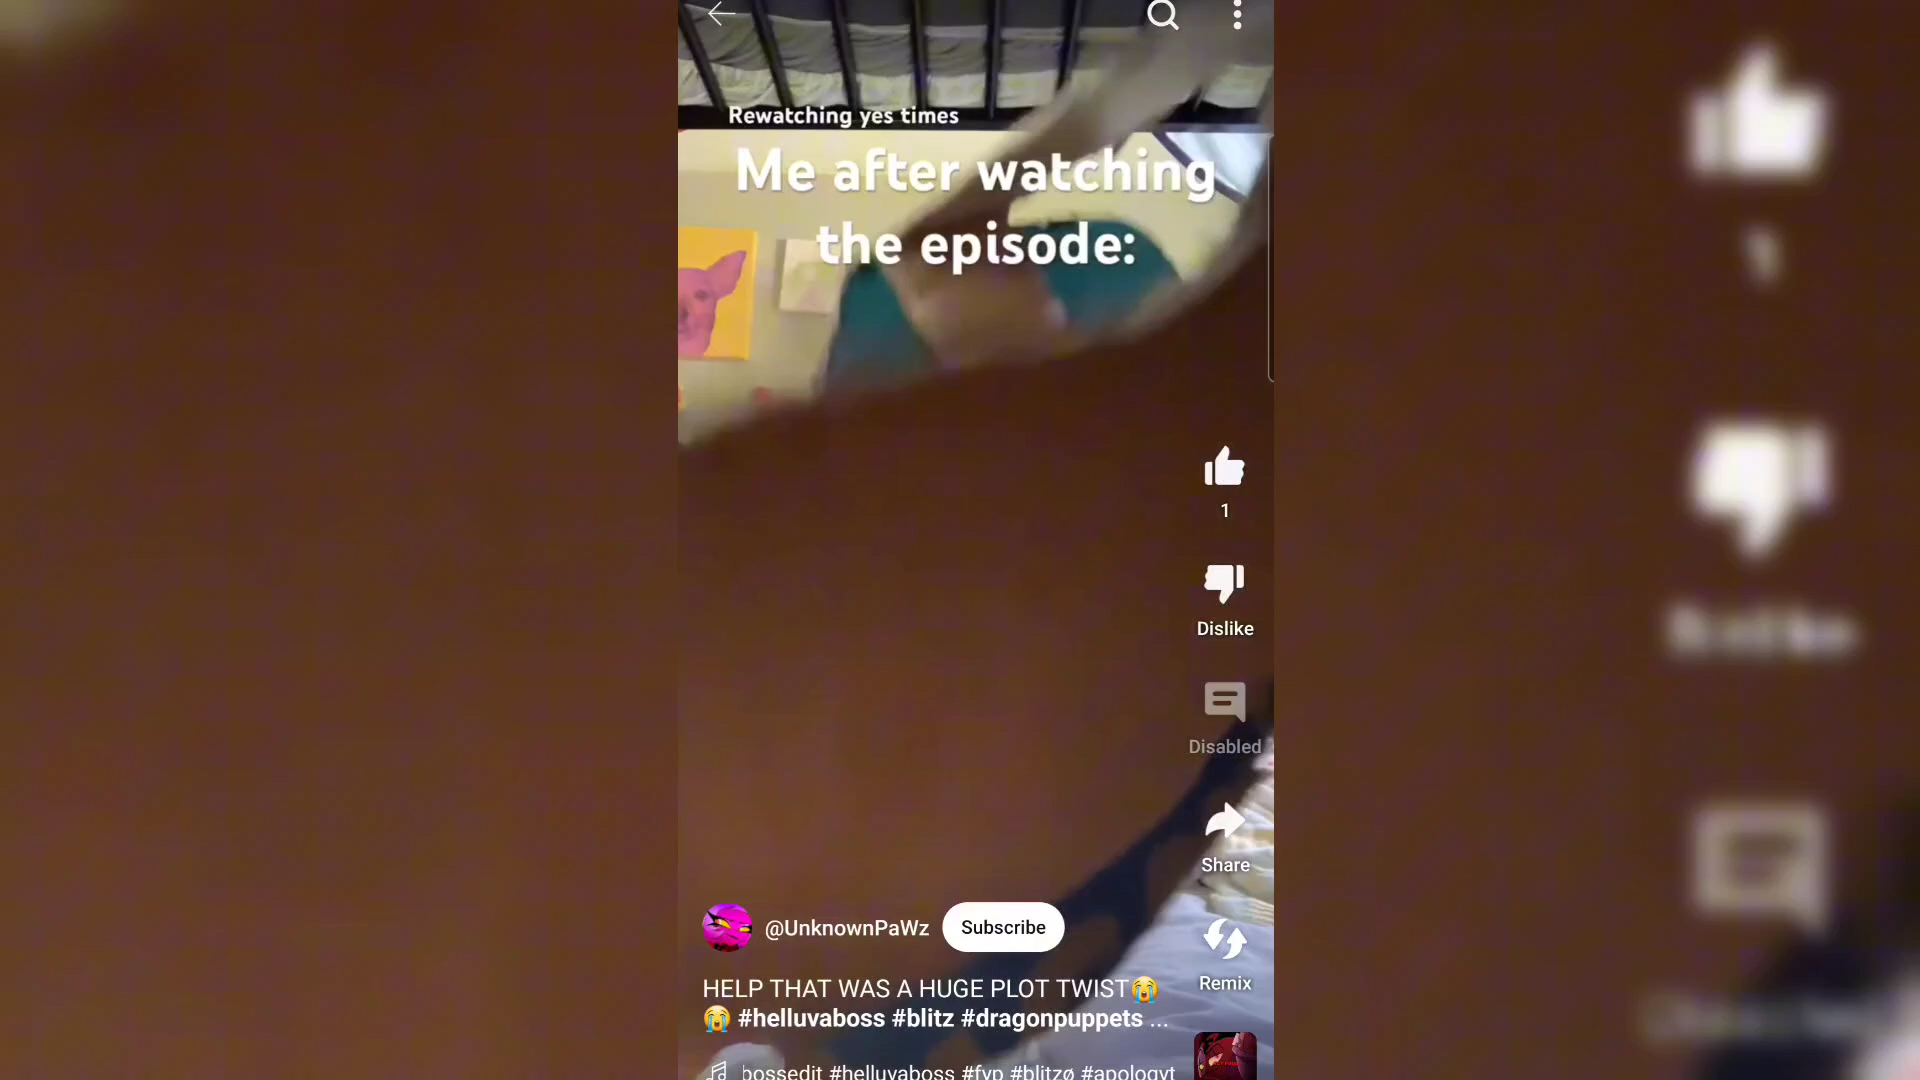 Rewatching yes times
Me after watching
the episode:
1
Dislike
Disabled
Share
@UnknownPaWz
Subscribe
Remix
HELP THAT WAS A HUGE PLOT TWIST😭
😭 #helluvaboss #blitz #dragonpuppets ...
bossedit #helluvaboss #fyp #blitzø #apologyt